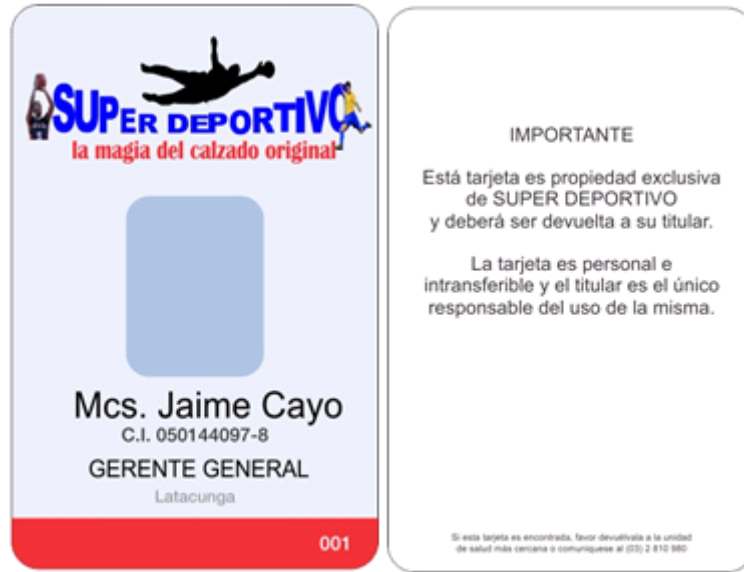 SUPER DEPORTIVO
la magia del calzado original
Mcs. Jaime Cayo
C.I. 050144097-8
GERENTE GENERAL
Latacunga
001
IMPORTANTE
Está tarjeta es propiedad exclusiva
de SUPER DEPORTIVO
y deberá ser devuelta a su titular.
La tarjeta es personal e
intransferible y el titular es el único
responsable del uso de la misma.
Si esta tarjeta es encontrada, favor devuélvala a la unidad
de salud más cercana o comuniquese al (03) 2 810 980